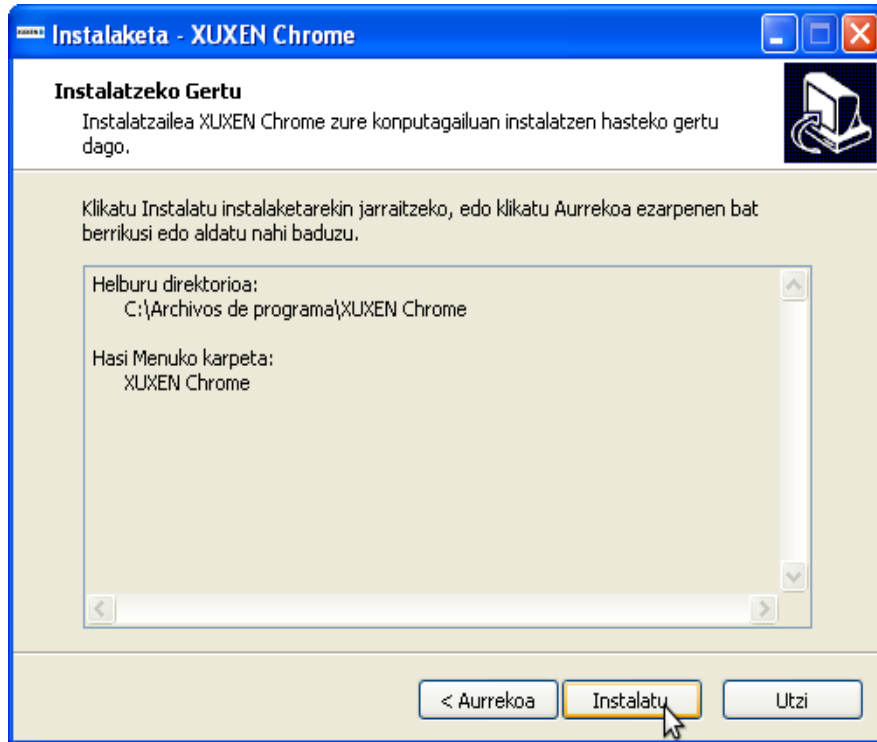 Instalaketa - XUXEN Chrome
Instalatzeko Gertu
Instalatzailea XUXEN Chrome zure konputagailuan instalatzen hasteko gertu
dago.
Klikatu Instalatu instalaketarekin jarraitzeko, edo klikatu Aurrekoa ezarpenen bat
berrikusi edo aldatu nahi baduzu.
Helburu direktorioa:
C:\Archivos de programa\XUXEN Chrome
Hasi Menuko karpeta:
XUXEN Chrome
< Aurrekoa
Instalatu
Utzi